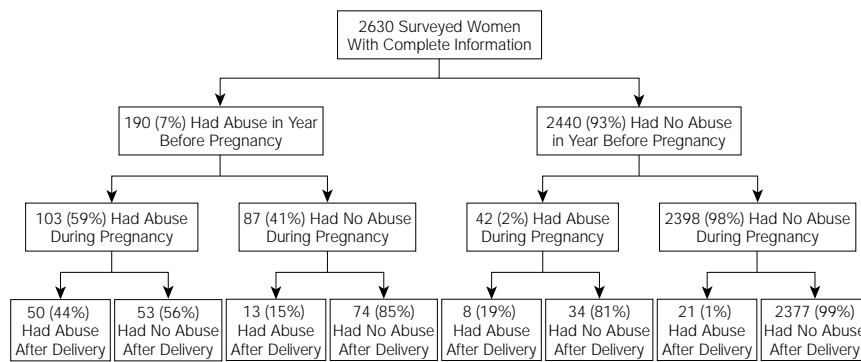 2630 Surveyed Women
With Complete Information
190 (7%) Had Abuse in Year
Before Pregnancy
2440 (93%) Had No Abuse
in Year Before Pregnancy
103 (59%) Had Abuse
During Pregnancy
87 (41%) Had No Abuse
During Pregnancy
42 (2%) Had Abuse
During Pregnancy
2398 (98%) Had No Abuse
During Pregnancy
50 (44%)
Had Abuse
After Delivery
53 (56%)
Had No Abuse
After Delivery
13 (15%)
Had Abuse
After Delivery
74 (85%)
Had No Abuse
After Delivery
8 (19%)
Had Abuse
After Delivery
34 (81%)
Had No Abuse
After Delivery
21 (1%)
Had Abuse
After Delivery
2377 (99%)
Had No Abuse
After Delivery